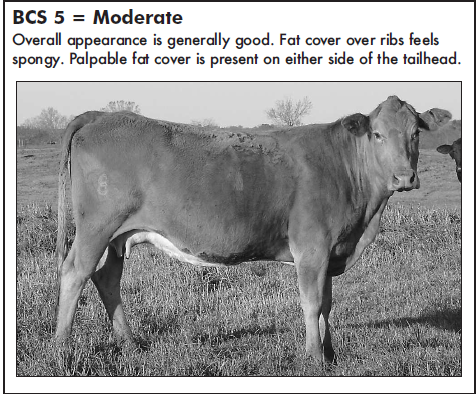 BCS 5 = Moderate
Overall appearance is generally good. Fat cover over ribs feels
spongy. Palpable fat cover is present on either side of the tailhead.